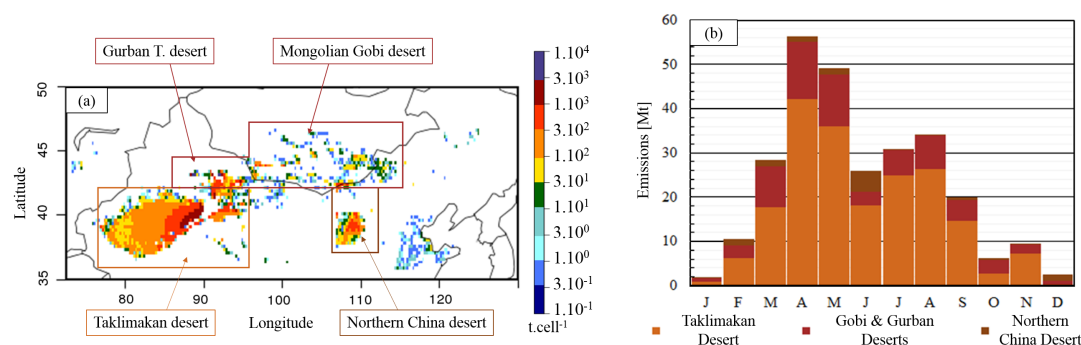 Gurban T. desert
Mongolian Gobi desert
(a)
50
45
40
35
Latitude
80
90
100
110
120
Longitude
Taklimakan desert
Northern China desert
1.10⁴
3.10³
1.10³
3.10²
1.10²
3.10¹
1.10¹
3.10⁰
1.10⁰
3.10⁻¹
1.10⁻¹
t.cell⁻¹
(b)
60
50
40
30
20
10
0
Emissions [Mt]
J F M A M J J A S O N D
Taklimakan
Desert
Gobi & Gurban
Deserts
Northern
China Desert